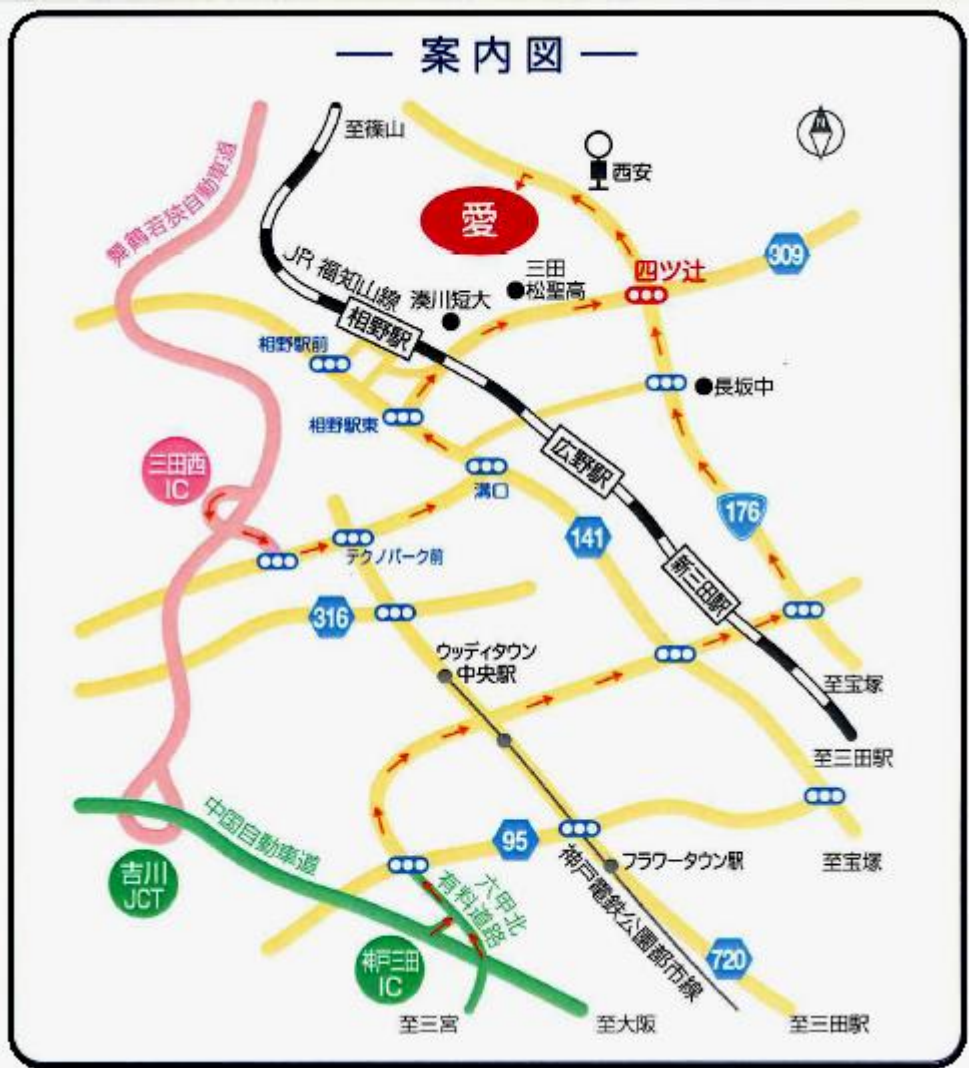 — 案内図 —
至篠山
西安
愛
舞鶴若狭自動車道
JR 福知山線
三田
松聖高
四ツ辻
309
湊川短大
相野駅
相野駅前
長坂中
相野駅東
広野駅
三田西
IC
溝口
176
141
テクノパーク前
新三田駅
316
ウッディタウン
中央駅
至宝塚
至三田駅
中国自動車道
95
吉川
JCT
六甲北
有料道路
フラワータウン駅
至宝塚
神戸電鉄公園都市線
神戸三田
IC
720
至三宮
至大阪
至三田駅